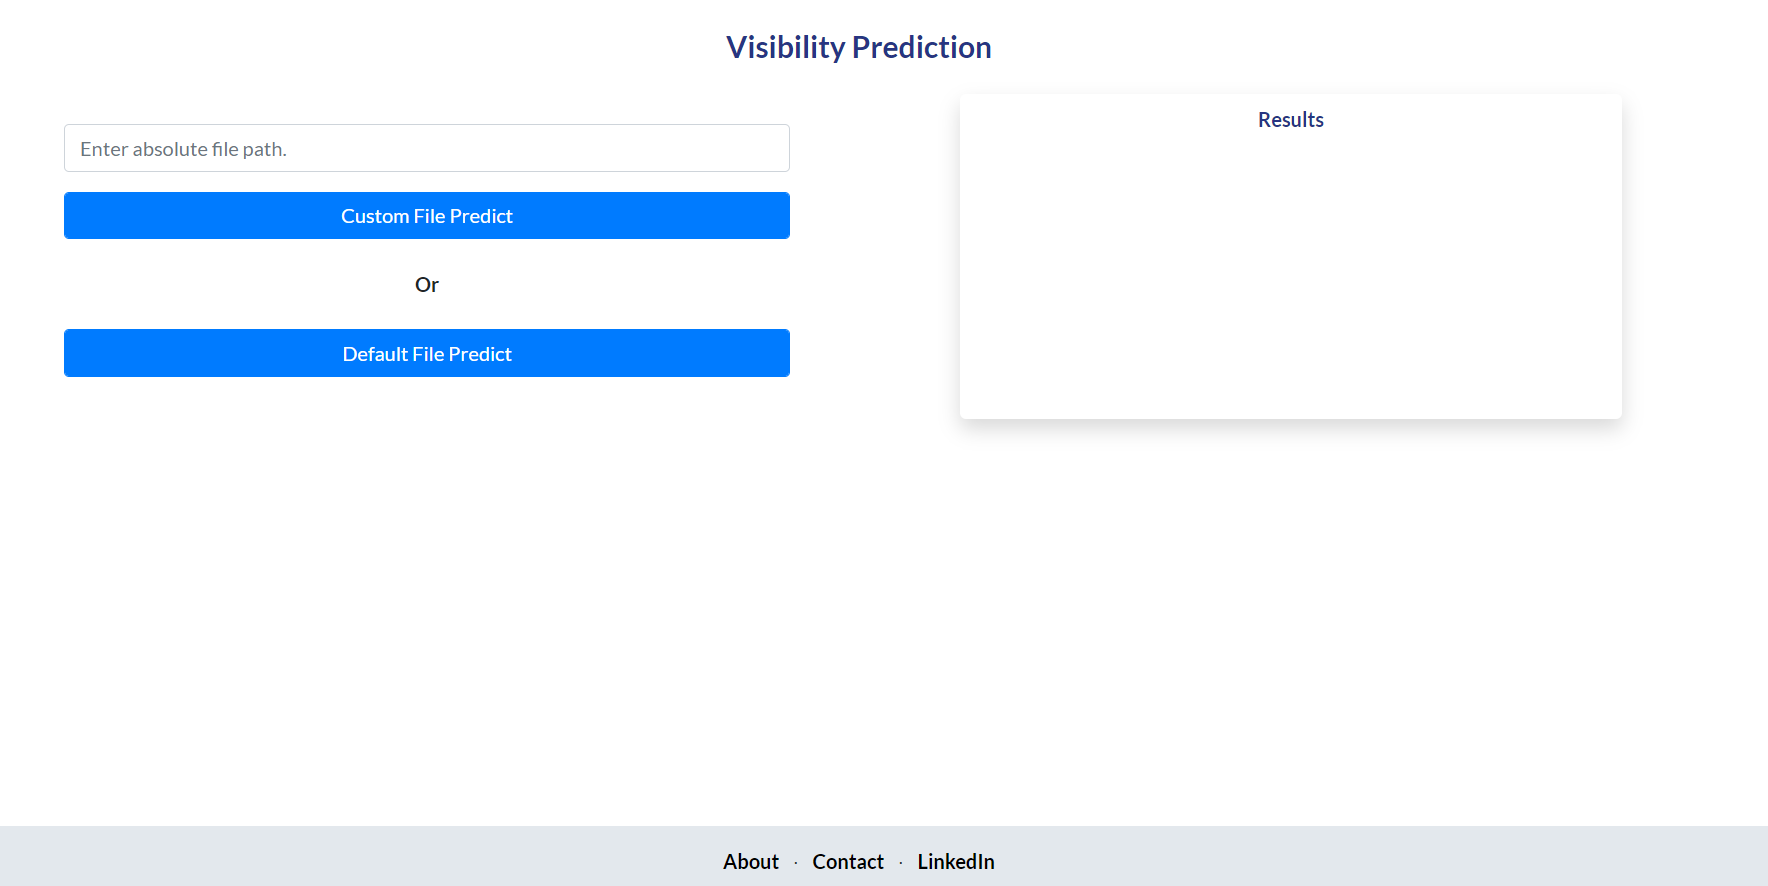 Visibility Prediction
Enter absolute file path.
Custom File Predict
Or
Default File Predict
Results
About · Contact · LinkedIn